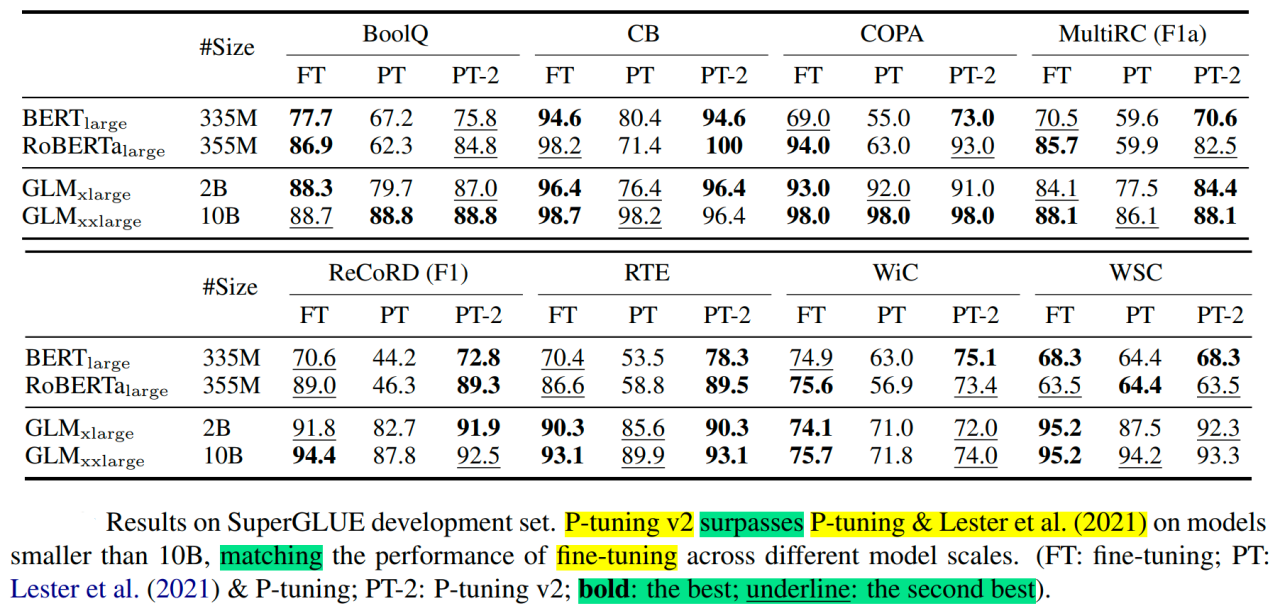 #Size BoolQ CB COPA MultiRC (F1a)
FT PT PT-2 FT PT PT-2 FT PT PT-2 FT PT PT-2
BERTlarge 335M 77.7 67.2 75.8 94.6 80.4 94.6 69.0 55.0 73.0 70.5 59.6 70.6
RoBERTalarge 355M 86.9 62.3 84.8 98.2 71.4 100 94.0 63.0 93.0 85.7 59.9 82.5
GLMxlarge 2B 88.3 79.7 87.0 96.4 76.4 96.4 93.0 92.0 91.0 84.1 77.5 84.4
GLMxxlarge 10B 88.7 88.8 88.8 98.7 98.2 96.4 98.0 98.0 98.0 88.1 86.1 88.1
#Size ReCoRD (F1) RTE WiC WSC
FT PT PT-2 FT PT PT-2 FT PT PT-2 FT PT PT-2
BERTlarge 335M 70.6 44.2 72.8 70.4 53.5 78.3 74.9 63.0 75.1 68.3 64.4 68.3
RoBERTalarge 355M 89.0 46.3 89.3 86.6 58.8 89.5 75.6 56.9 73.4 63.5 64.4 63.5
GLMxlarge 2B 91.8 82.7 91.9 90.3 85.6 90.3 74.1 71.0 72.0 95.2 87.5 92.3
GLMxxlarge 10B 94.4 87.8 92.5 93.1 89.9 93.1 75.7 71.8 74.0 95.2 94.2 93.3
Results on SuperGLUE development set. P-tuning v2 surpasses P-tuning & Lester et al. (2021) on models
smaller than 10B, matching the performance of fine-tuning across different model scales. (FT: fine-tuning; PT:
Lester et al. (2021) & P-tuning; PT-2: P-tuning v2; bold: the best; underline: the second best).